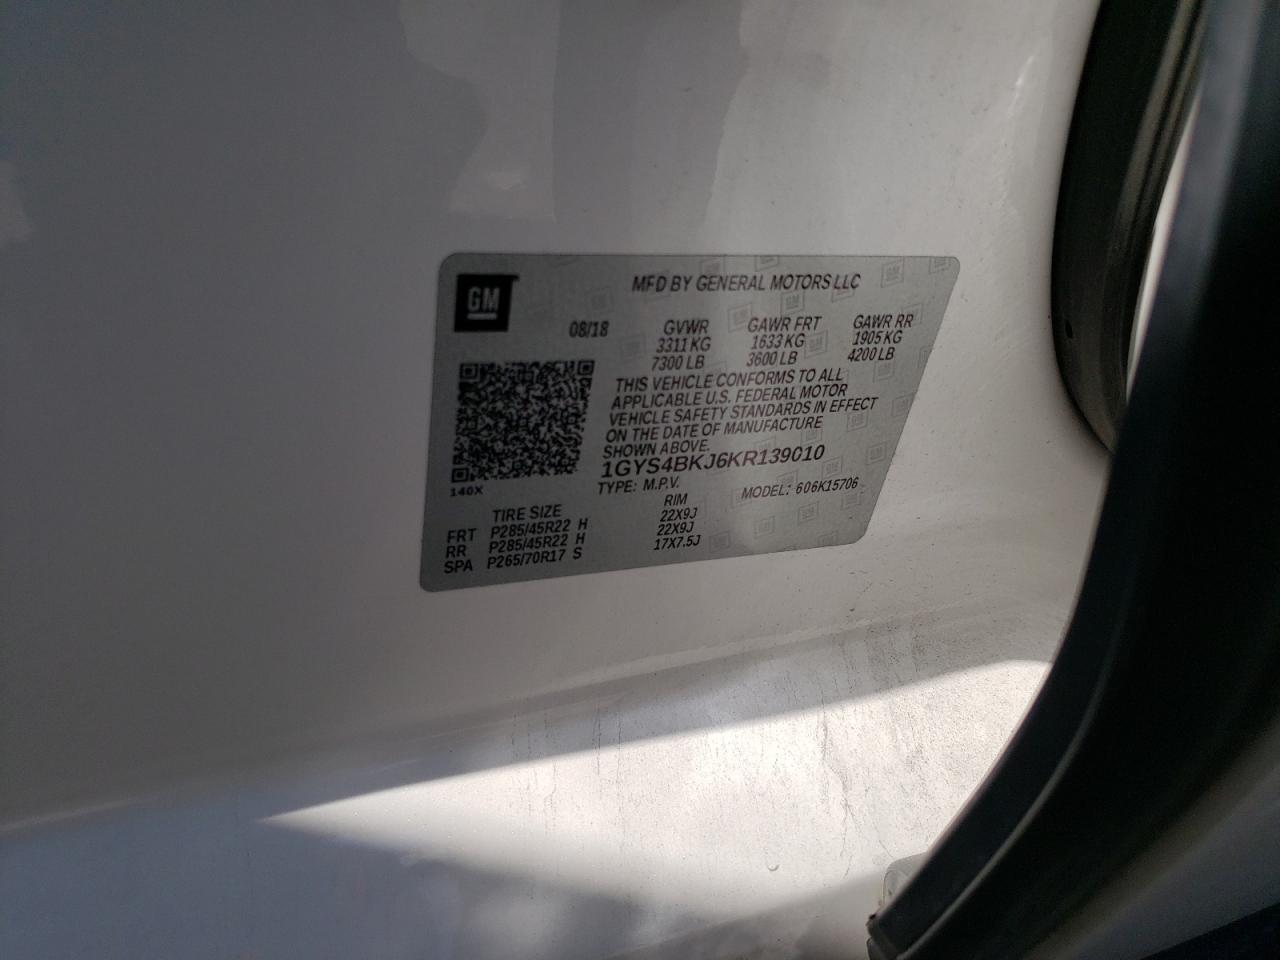 GM
MFD BY GENERAL MOTORS LLC
08/18 GVWR GAWR FRT GAWR RR
3311 KG 1633 KG 1905 KG
7300 LB 3600 LB 4200 LB
THIS VEHICLE CONFORMS TO ALL
APPLICABLE U.S. FEDERAL MOTOR
VEHICLE SAFETY STANDARDS IN EFFECT
ON THE DATE OF MANUFACTURE
SHOWN ABOVE.
1GYS4BKJ6KR139010
140X
TYPE: M.P.V. MODEL: 606K15706
TIRE SIZE RIM
FRT P285/45R22 H 22X9J
RR P285/45R22 H 22X9J
SPA P265/70R17 S 17X7.5J